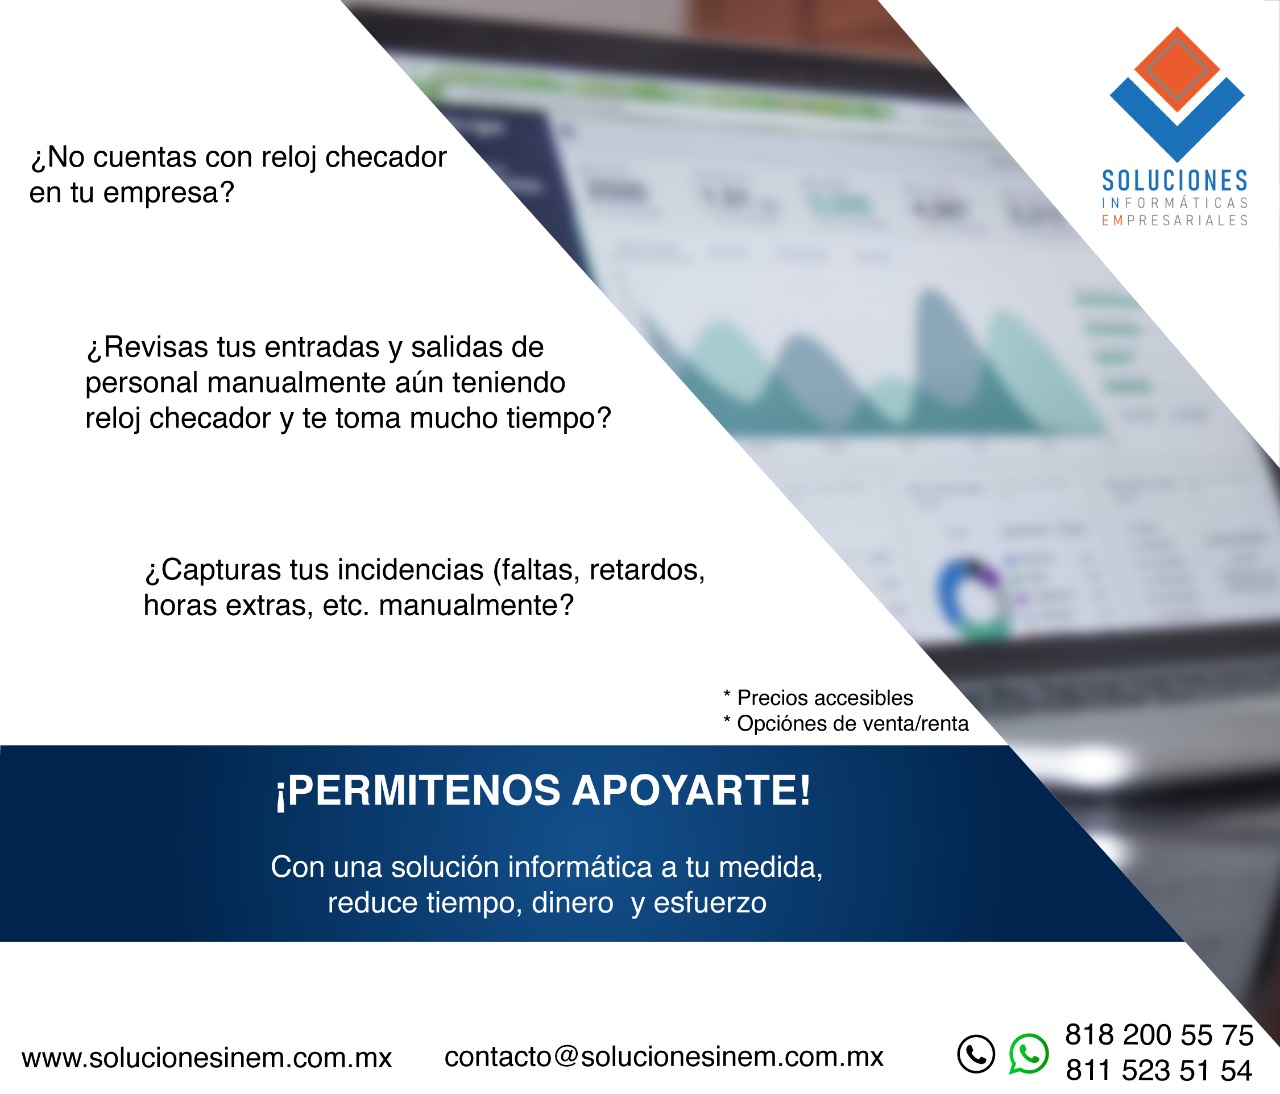 SOLUCIONES
INFORMÁTICAS
EMPRESARIALES
¿No cuentas con reloj checador
en tu empresa?
¿Revisas tus entradas y salidas de
personal manualmente aún teniendo
reloj checador y te toma mucho tiempo?
¿Capturas tus incidencias (faltas, retardos,
horas extras, etc. manualmente?
* Precios accesibles
* Opciónes de venta/renta
¡PERMITENOS APOYARTE!
Con una solución informática a tu medida,
reduce tiempo, dinero y esfuerzo
www.solucionesinem.com.mx
contacto@solucionesinem.com.mx
818 200 55 75
811 523 51 54